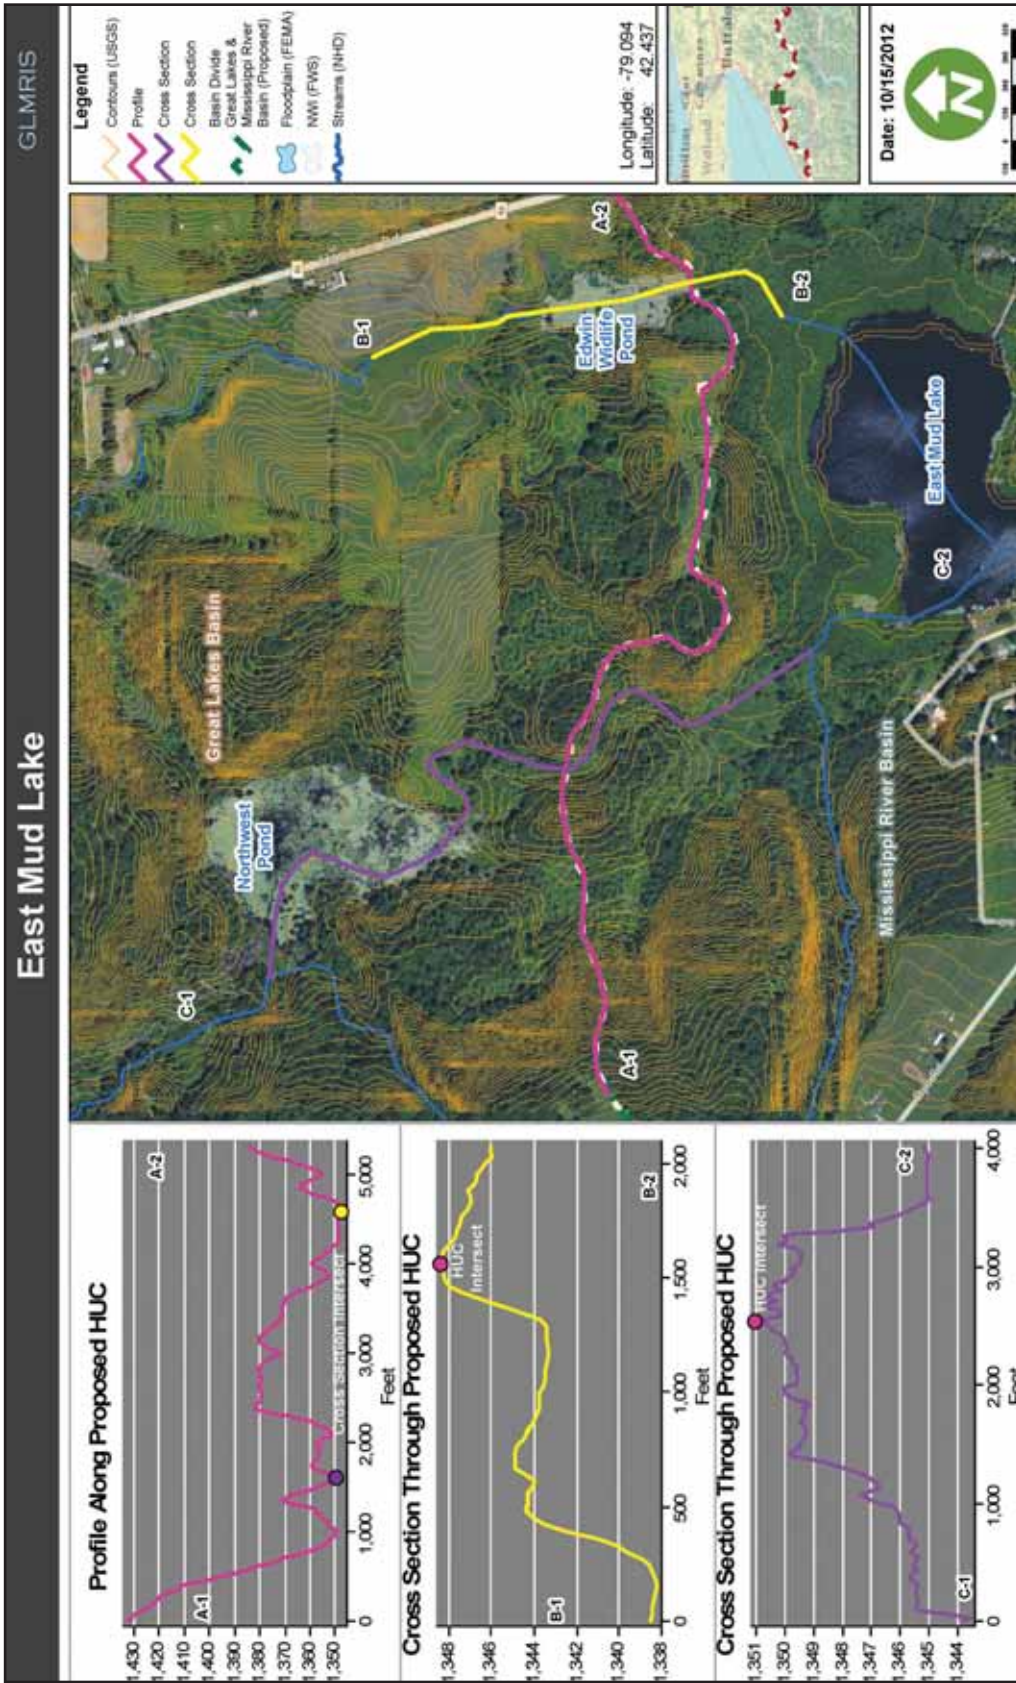 East Mud Lake
GLMRIS
Profile Along Proposed HUC
1,430
1,420
1,410
1,400
1,390
1,380
1,370
1,360
1,350
A-1
A-2
Cross Section Intersect
0
1,000
2,000
3,000
4,000
5,000
Feet
Cross Section Through Proposed HUC
1,348
1,346
1,344
1,342
1,340
1,338
B-1
B-2
HUC
Intersect
0
500
1,000
1,500
2,000
Feet
Cross Section Through Proposed HUC
1,351
1,350
1,349
1,348
1,347
1,346
1,345
1,344
C-1
C-2
HUC Intersect
0
1,000
2,000
3,000
4,000
Feet
C-1
Northwest
Pond
Great Lakes Basin
B-1
Edwin
Widlife
Pond
A-1
A-2
B-2
Mississippi River Basin
C-2
East Mud Lake
Legend
Contours (USGS)
Profile
Cross Section
Cross Section
Basin Divide
Great Lakes &
Mississippi River
Basin (Proposed)
Floodplain (FEMA)
NWI (FWS)
Streams (NHD)
Longitude: -79.094
Latitude: 42.437
Buffalo
Date: 10/15/2012
N